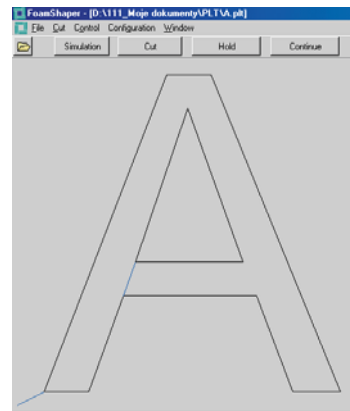 FoamShaper - [D:\111_Moje dokumenty\PLT\A.plt]
File Cut Control Configuration Window
Simulation Cut Hold Continue